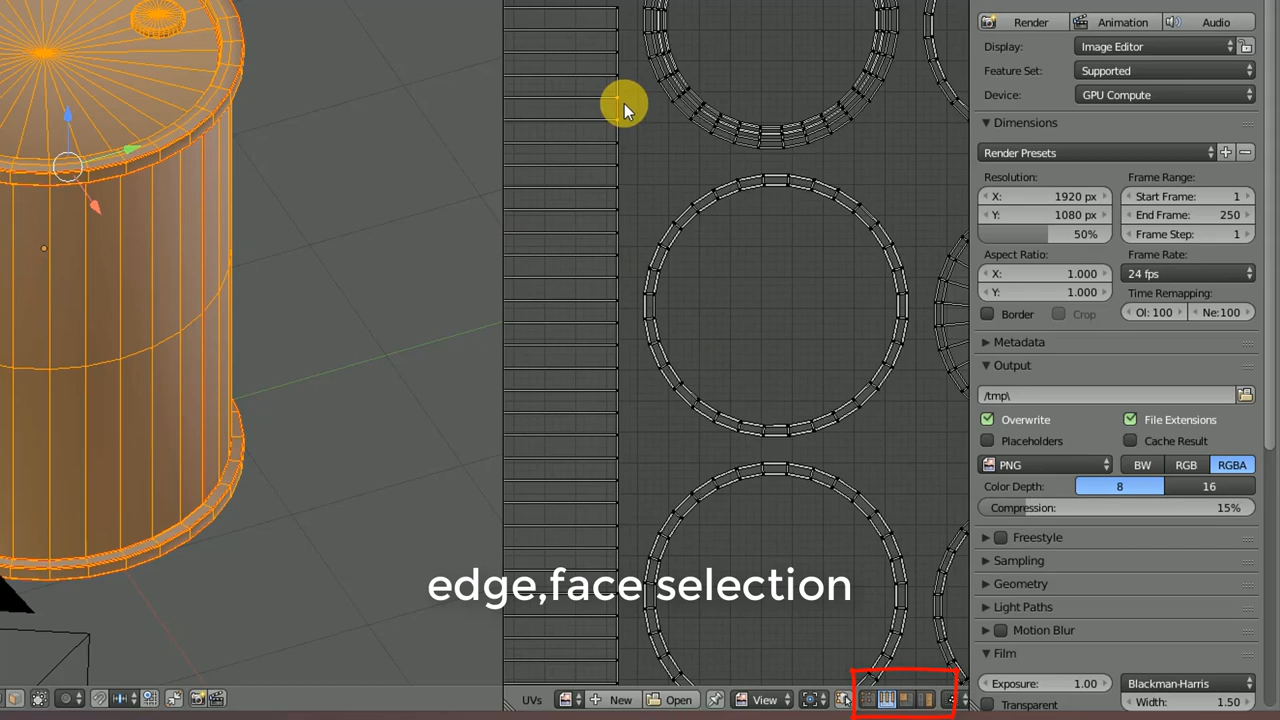 Render Animation Audio
Display: Image Editor
Feature Set: Supported
Device: GPU Compute
Dimensions
Render Presets
Resolution: Frame Range:
X: 1920 px Start Frame: 1
Y: 1080 px End Frame: 250
50% Frame Step: 1
Aspect Ratio: Frame Rate:
X: 1.000 24 fps
Y: 1.000 Time Remapping:
Border Crop Ol: 100 Ne:100
Metadata
Output
/tmp\
Overwrite File Extensions
Placeholders Cache Result
PNG BW RGB RGBA
Color Depth: 8 16
Compression: 15%
Freestyle
Sampling
Geometry
Light Paths
Motion Blur
Film
Exposure: 1.00 Blackman-Harris
Transparent Width: 1.50
edge,face selection
UVs New Open View